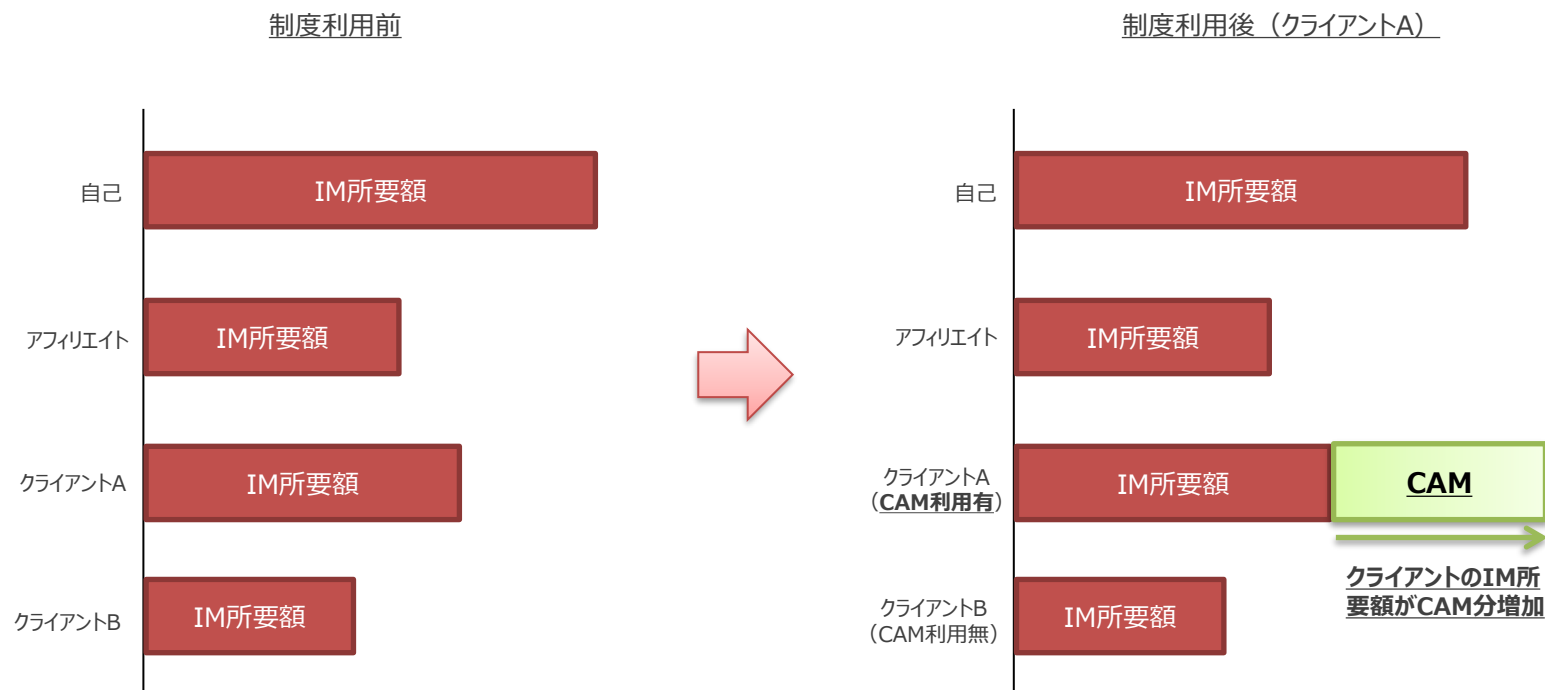 制度利用前
自己
IM所要額
アフィリエイト
IM所要額
クライアントA
IM所要額
クライアントB
IM所要額
制度利用後（クライアントA）
自己
IM所要額
アフィリエイト
IM所要額
クライアントA
（CAM利用有）
IM所要額
CAM
クライアントのIM所
要額がCAM分増加
クライアントB
（CAM利用無）
IM所要額